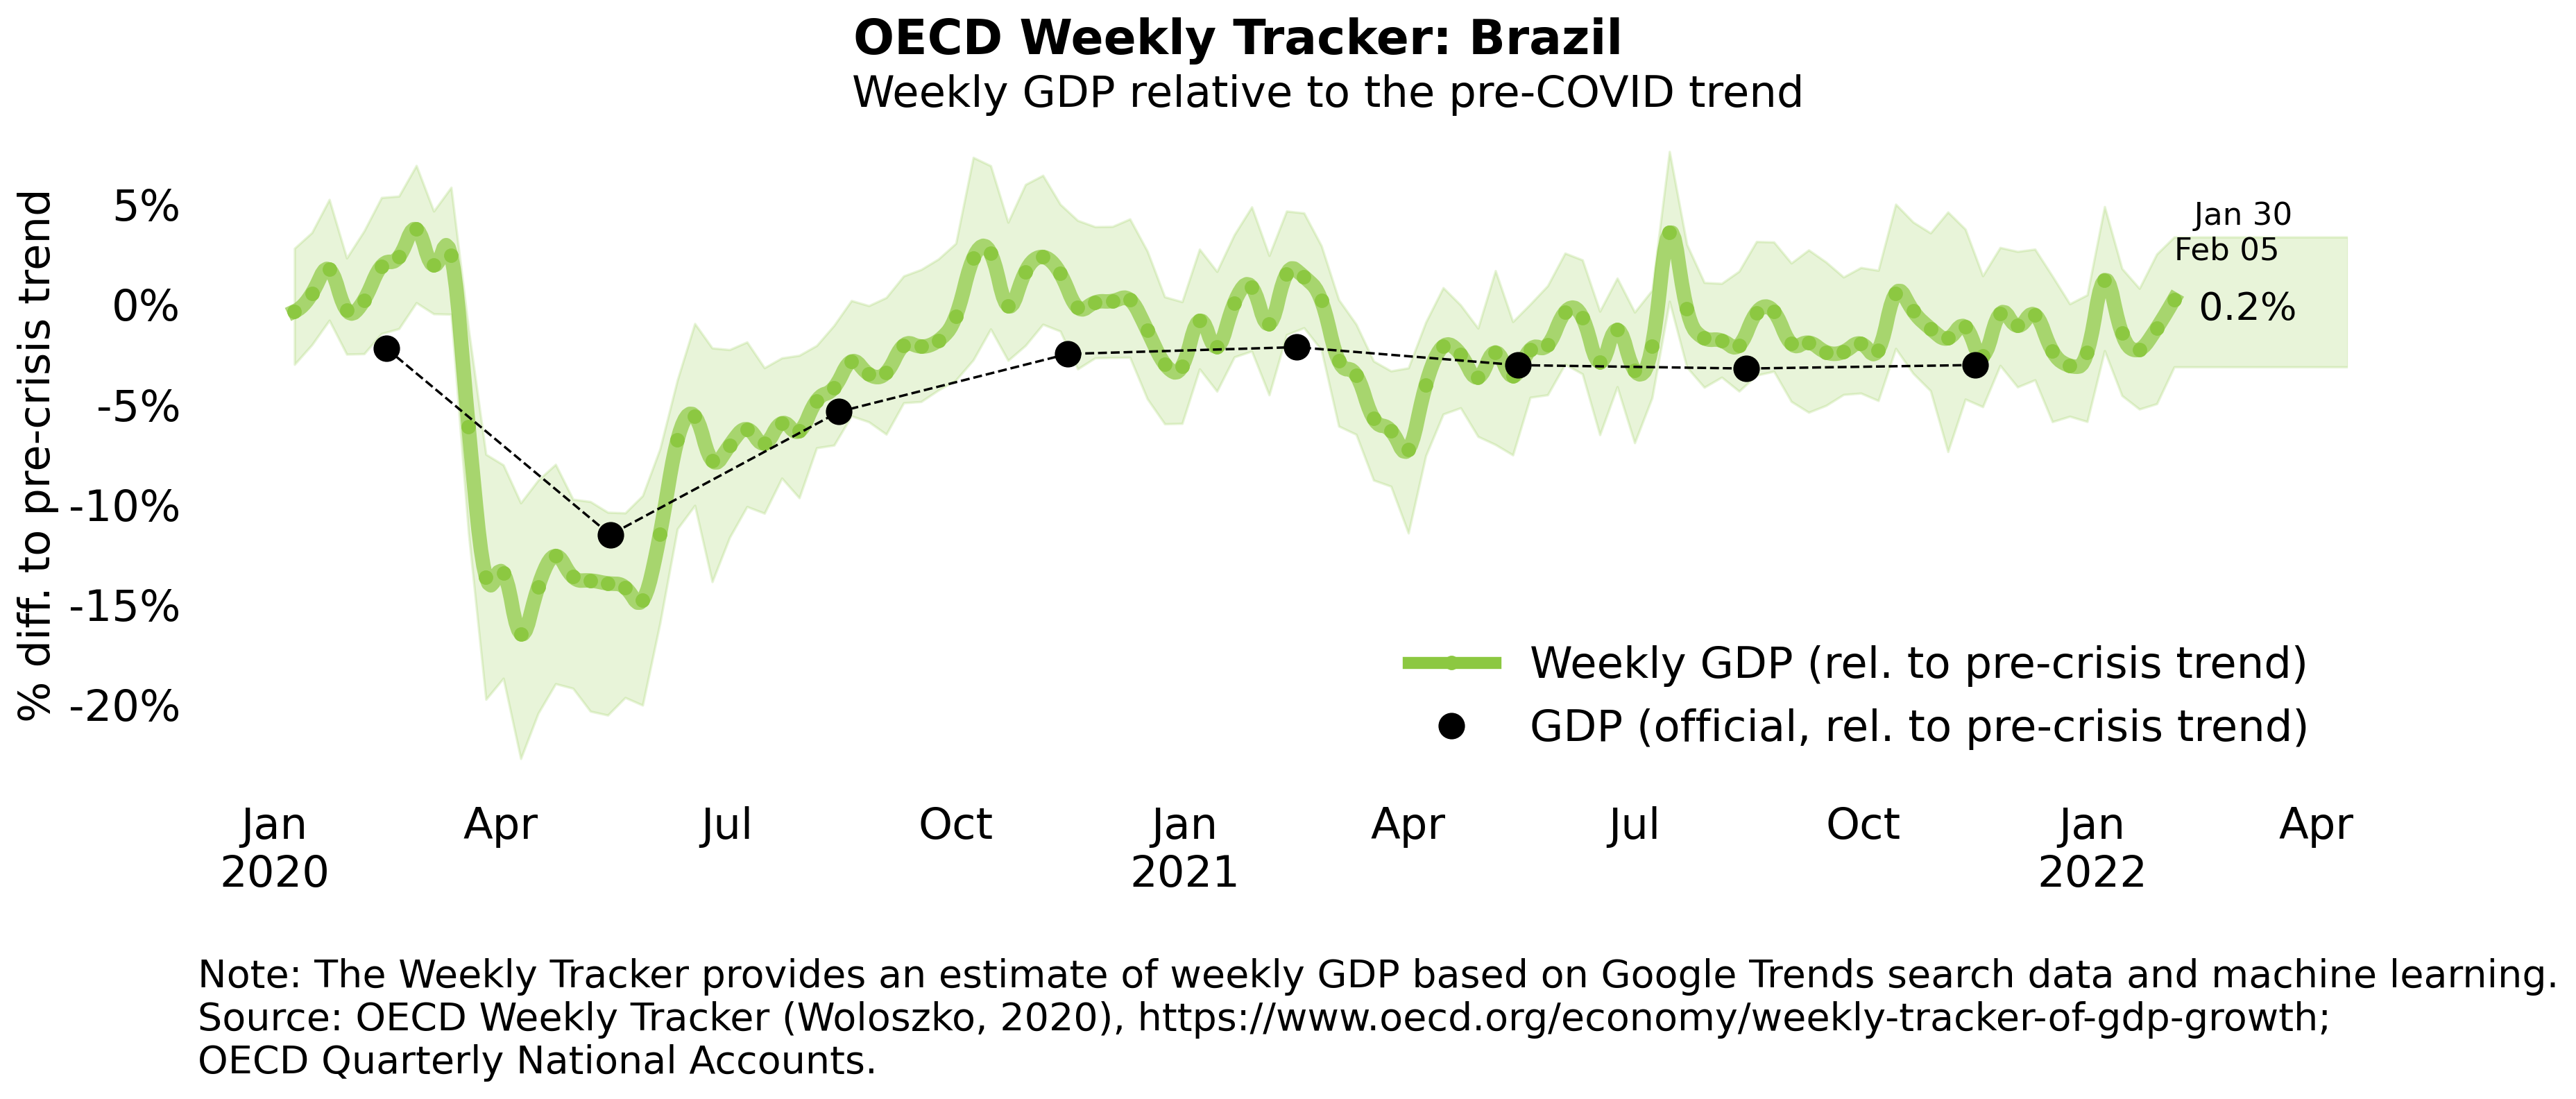 OECD Weekly Tracker: Brazil
Weekly GDP relative to the pre-COVID trend
% diff. to pre-crisis trend
5%
0%
-5%
-10%
-15%
-20%
Jan 30
Feb 05
0.2%
Weekly GDP (rel. to pre-crisis trend)
GDP (official, rel. to pre-crisis trend)
Jan Apr Jul Oct Jan Apr Jul Oct Jan Apr
2020 2021 2022
Note: The Weekly Tracker provides an estimate of weekly GDP based on Google Trends search data and machine learning.
Source: OECD Weekly Tracker (Woloszko, 2020), https://www.oecd.org/economy/weekly-tracker-of-gdp-growth;
OECD Quarterly National Accounts.